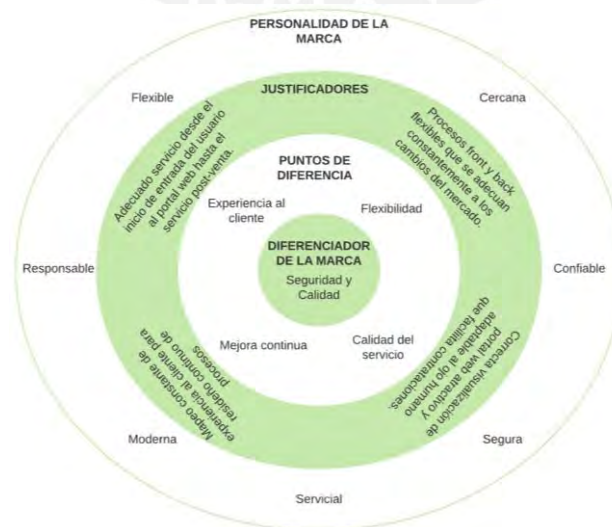 PERSONALIDAD DE LA
MARCA
Flexible
Cercana
JUSTIFICADORES
Adecuado servicio desde el
inicio de entrada del usuario
al portal web hasta el
servicio post-venta.
Procesos front y back
flexibles que se adecuan
constantemente a los
cambios del mercado.
PUNTOS DE
DIFERENCIA
Experiencia al
cliente
Flexibilidad
DIFERENCIADOR
DE LA MARCA
Seguridad y
Calidad
Responsable
Confiable
Mejora continua
Calidad del
servicio
Mapeo constante de
experiencia al cliente para
rediseño continuo de
procesos
Correcta visualización de
portal web atractivo y
adaptable al ojo humano
que facilita contrataciones.
Moderna
Segura
Servicial